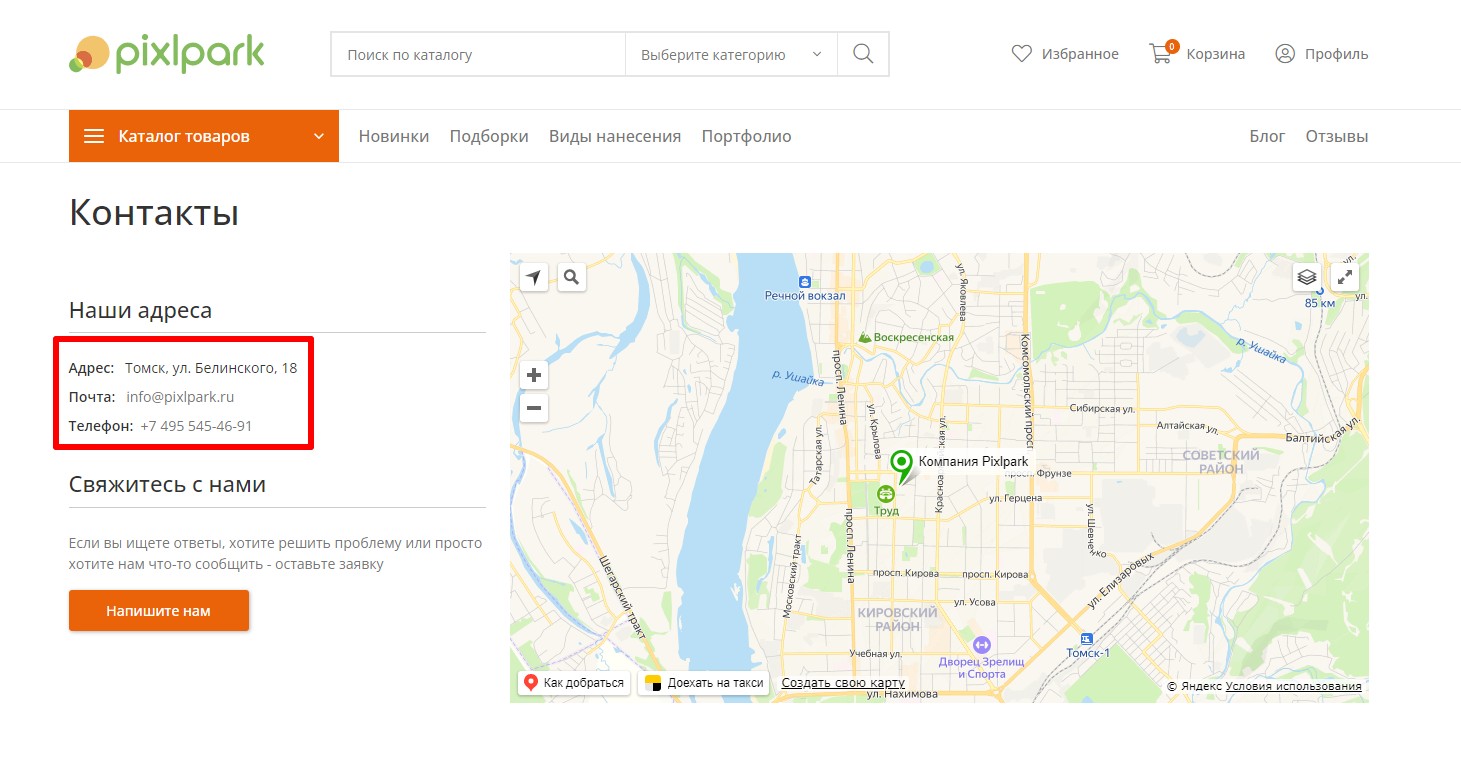 pixlpark
Поиск по каталогу
Выберите категорию
Избранное
0
Корзина
Профиль
Каталог товаров
Новинки
Подборки
Виды нанесения
Портфолио
Блог
Отзывы
Контакты
Наши адреса
Адрес: Томск, ул. Белинского, 18
Почта: info@pixlpark.ru
Телефон: +7 495 545-46-91
Свяжитесь с нами
Если вы ищете ответы, хотите решить проблему или просто
хотите нам что-то сообщить - оставьте заявку
Напишите нам
Речной вокзал
ул. Яковлева
85 км
Воскресенская
р. Ушайка
р. Ушайка
просп. Ленина
Комсомольский просп
ул. Крылова
Сибирская ул.
Алтайская ул.
Балтийская ул.
Татарская ул.
СОВЕТСКИЙ
РАЙОН
Компания Pixlpark
просп. Фрунзе
Труд
ул. Герцена
просп. Ленина
Московский тракт
Шегарский тракт
просп. Кирова
просп. Кирова
ул. Елизаровых
ул. Усова
КИРОВСКИЙ
РАЙОН
Учебная ул.
Дворец Зрелищ
и Спорта
Томск-1
Как добраться
Доехать на такси
Создать свою карту
ул. Нахимова
© Яндекс Условия использования